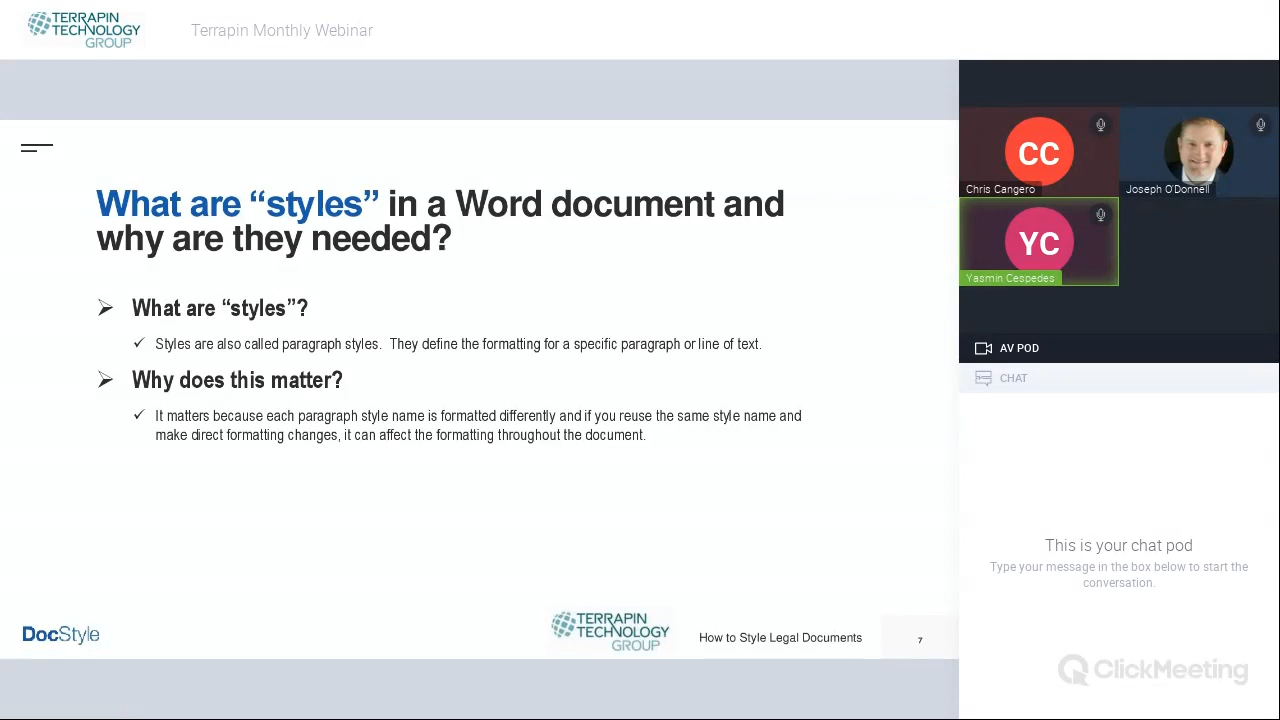 TERRAPIN
TECHNOLOGY
GROUP
Terrapin Monthly Webinar
What are “styles” in a Word document and
why are they needed?
What are “styles”?
Styles are also called paragraph styles.  They define the formatting for a specific paragraph or line of text.
Why does this matter?
It matters because each paragraph style name is formatted differently and if you reuse the same style name and
make direct formatting changes, it can affect the formatting throughout the document.
DocStyle
TERRAPIN
TECHNOLOGY
GROUP
How to Style Legal Documents
7
CC
Chris Cangero
Joseph O'Donnell
YC
Yasmin Cespedes
AV POD
CHAT
This is your chat pod
Type your message in the box below to start the
conversation.
ClickMeeting